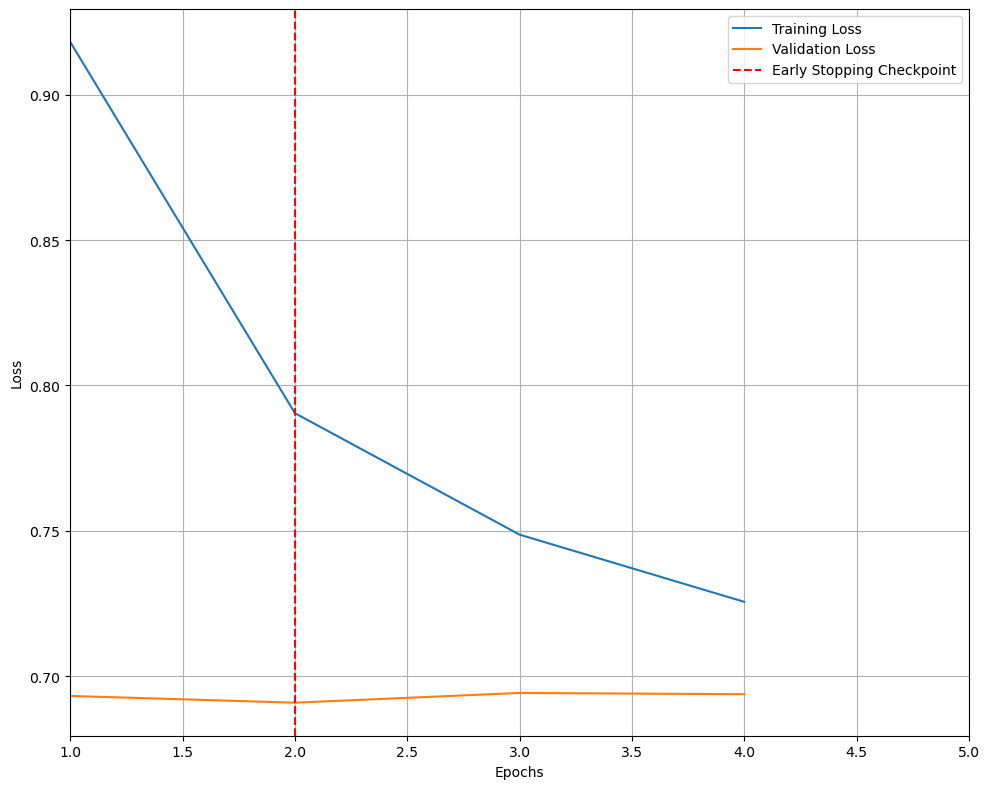 Training Loss
Validation Loss
Early Stopping Checkpoint
0.90
0.85
0.80
0.75
0.70
Loss
1.0 1.5 2.0 2.5 3.0 3.5 4.0 4.5 5.0
Epochs